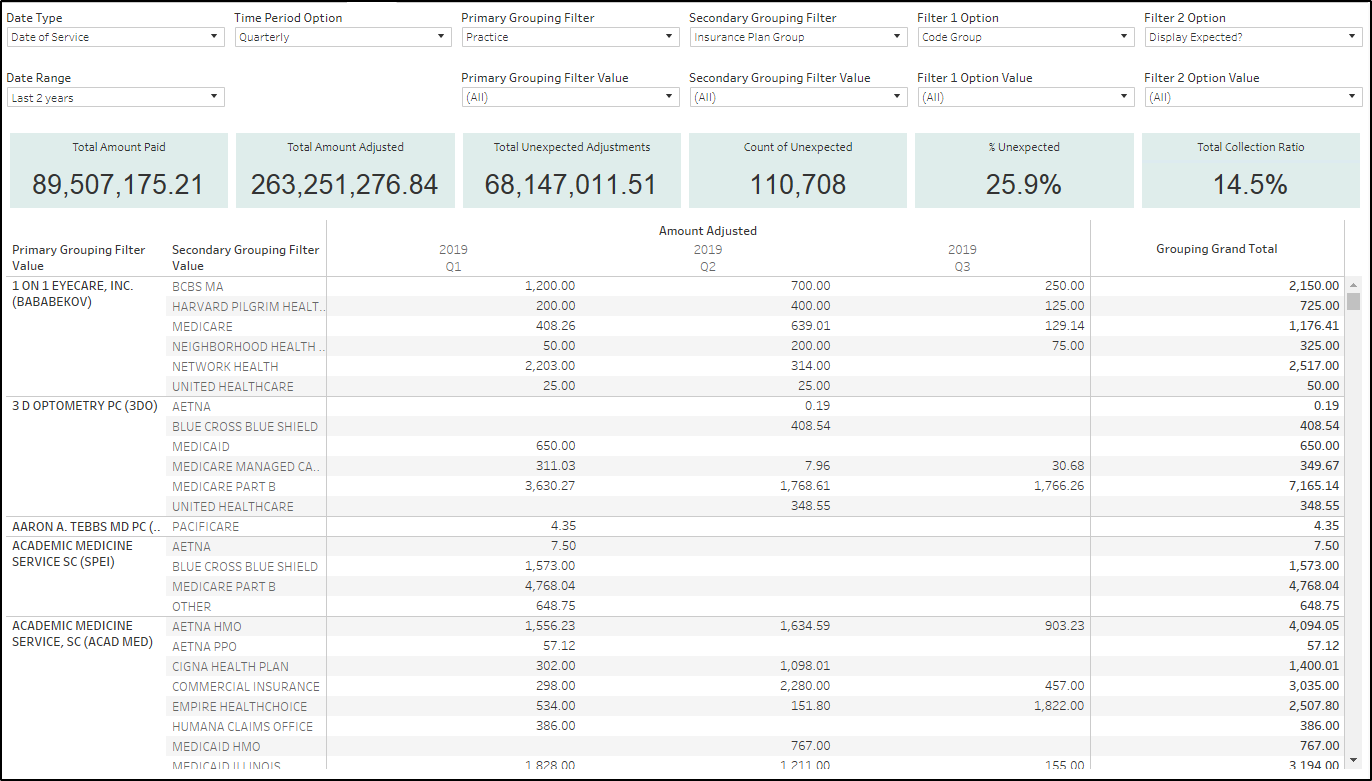 Date Type Time Period Option Primary Grouping Filter Secondary Grouping Filter Filter 1 Option Filter 2 Option
Date of Service Quarterly Practice Insurance Plan Group Code Group Display Expected?
Date Range Primary Grouping Filter Value Secondary Grouping Filter Value Filter 1 Option Value Filter 2 Option Value
Last 2 years (All) (All) (All) (All)
Total Amount Paid Total Amount Adjusted Total Unexpected Adjustments Count of Unexpected % Unexpected Total Collection Ratio
89,507,175.21 263,251,276.84 68,147,011.51 110,708 25.9% 14.5%
Amount Adjusted
Primary Grouping Filter Secondary Grouping Filter 2019 2019 2019 Grouping Grand Total
Value Value Q1 Q2 Q3
1 ON 1 EYECARE, INC. BCBS MA 1,200.00 700.00 250.00 2,150.00
(BABABEKOV) HARVARD PILGRIM HEALT.. 200.00 400.00 125.00 725.00
MEDICARE 408.26 639.01 129.14 1,176.41
NEIGHBORHOOD HEALTH .. 50.00 200.00 75.00 325.00
NETWORK HEALTH 2,203.00 314.00 2,517.00
UNITED HEALTHCARE 25.00 25.00 50.00
3 D OPTOMETRY PC (3DO) AETNA 0.19 0.19
BLUE CROSS BLUE SHIELD 408.54 408.54
MEDICAID 650.00 650.00
MEDICARE MANAGED CA.. 311.03 7.96 30.68 349.67
MEDICARE PART B 3,630.27 1,768.61 1,766.26 7,165.14
UNITED HEALTHCARE 348.55 348.55
AARON A. TEBBS MD PC (.. PACIFICARE 4.35 4.35
ACADEMIC MEDICINE AETNA 7.50 7.50
SERVICE SC (SPEI) BLUE CROSS BLUE SHIELD 1,573.00 1,573.00
MEDICARE PART B 4,768.04 4,768.04
OTHER 648.75 648.75
ACADEMIC MEDICINE AETNA HMO 1,556.23 1,634.59 903.23 4,094.05
SERVICE, SC (ACAD MED) AETNA PPO 57.12 57.12
CIGNA HEALTH PLAN 302.00 1,098.01 1,400.01
COMMERCIAL INSURANCE 298.00 2,280.00 457.00 3,035.00
EMPIRE HEALTHCHOICE 534.00 151.80 1,822.00 2,507.80
HUMANA CLAIMS OFFICE 386.00 386.00
MEDICAID HMO 767.00 767.00
MEDICAID ILLINOIS 1,828.00 1,211.00 155.00 3,194.00